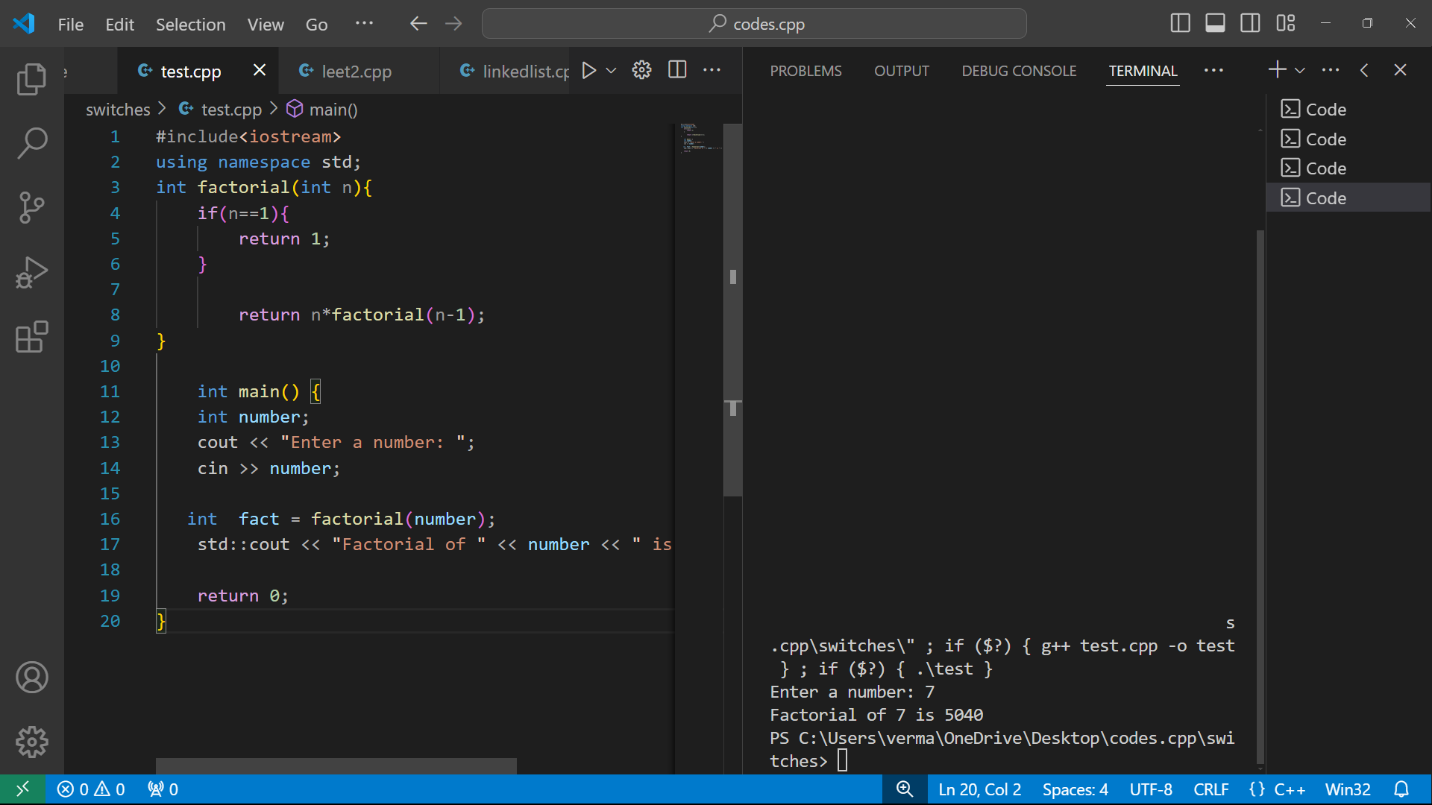 File Edit Selection View Go ··· codes.cpp
e test.cpp leet2.cpp linkedlist.cp
switches > test.cpp > main()
1 #include<iostream>
2 using namespace std;
3 int factorial(int n){
4 if(n==1){
5 return 1;
6 }
7
8 return n*factorial(n-1);
9 }
10
11 int main() {
12 int number;
13 cout << "Enter a number: ";
14 cin >> number;
15
16 int  fact = factorial(number);
17 std::cout << "Factorial of " << number << " is
18
19 return 0;
20 }
PROBLEMS OUTPUT DEBUG CONSOLE TERMINAL ···
s
.cpp\switches\" ; if ($?) { g++ test.cpp -o test
} ; if ($?) { .\test }
Enter a number: 7
Factorial of 7 is 5040
PS C:\Users\verma\OneDrive\Desktop\codes.cpp\swi
tches>
Code
Code
Code
Code
0 0 0 Ln 20, Col 2 Spaces: 4 UTF-8 CRLF {} C++ Win32